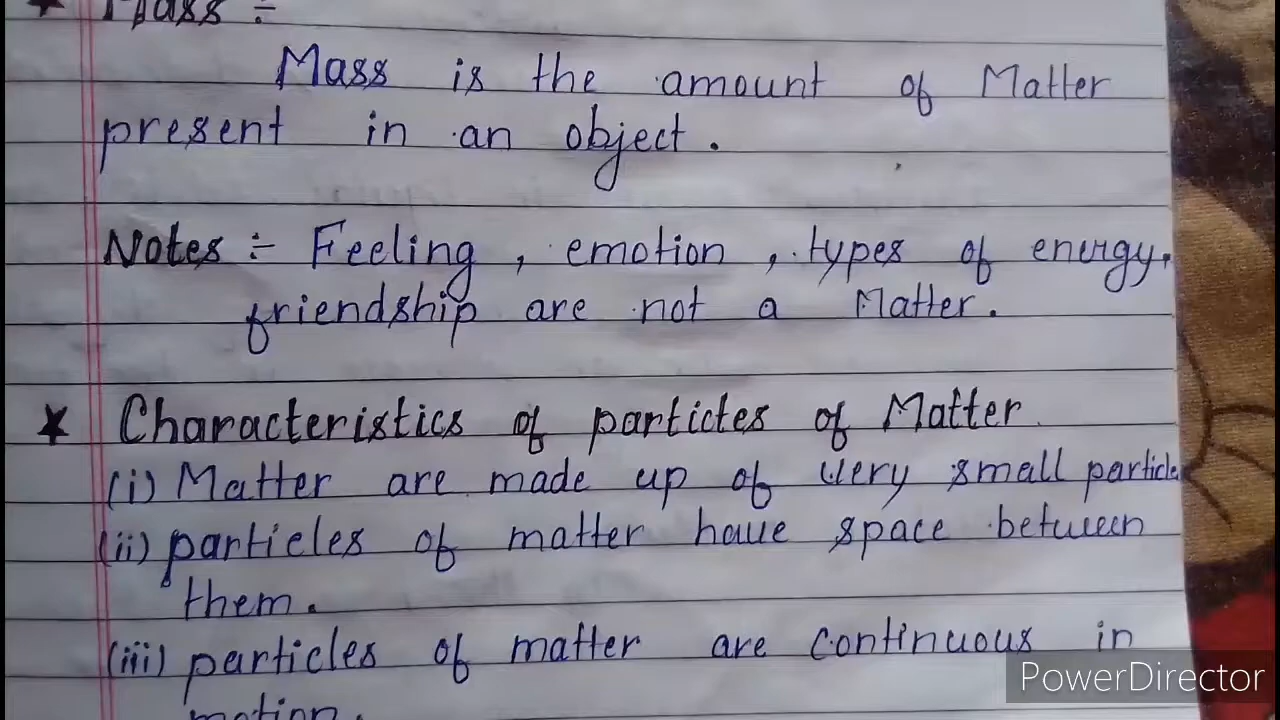 ★ Mass ÷
Mass is the amount of Matter
present in an object.
Notes ÷ Feeling, emotion, types of energy,
friendship are not a Matter.
★ Characteristics of particles of Matter
(i) Matter are made up of very small particle
(ii) particles of matter have space between
them.
(iii) particles of matter are continuous in
motion.
PowerDirector